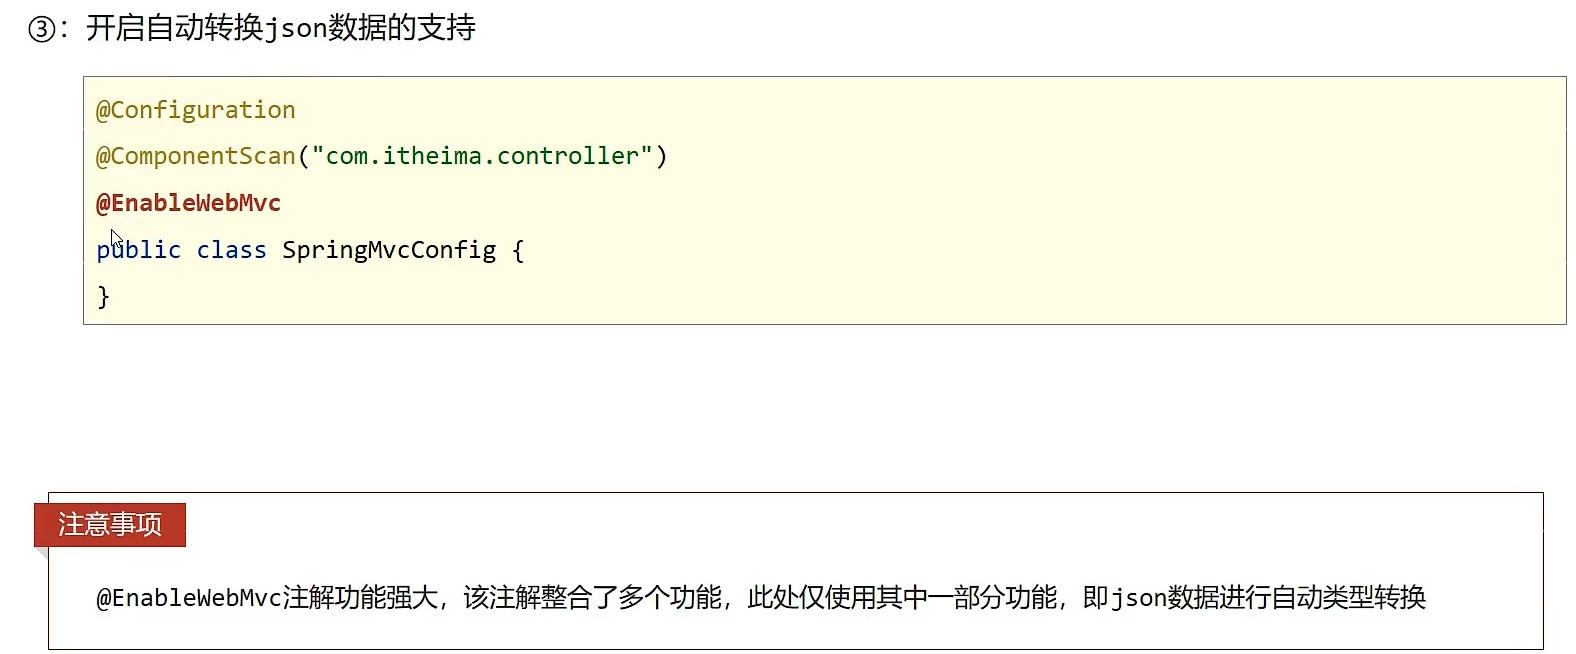 ③：开启自动转换json数据的支持
@Configuration
@ComponentScan("com.itheima.controller")
@EnableWebMvc
public class SpringMvcConfig {
}
注意事项
@EnableWebMvc注解功能强大，该注解整合了多个功能，此处仅使用其中一部分功能，即json数据进行自动类型转换